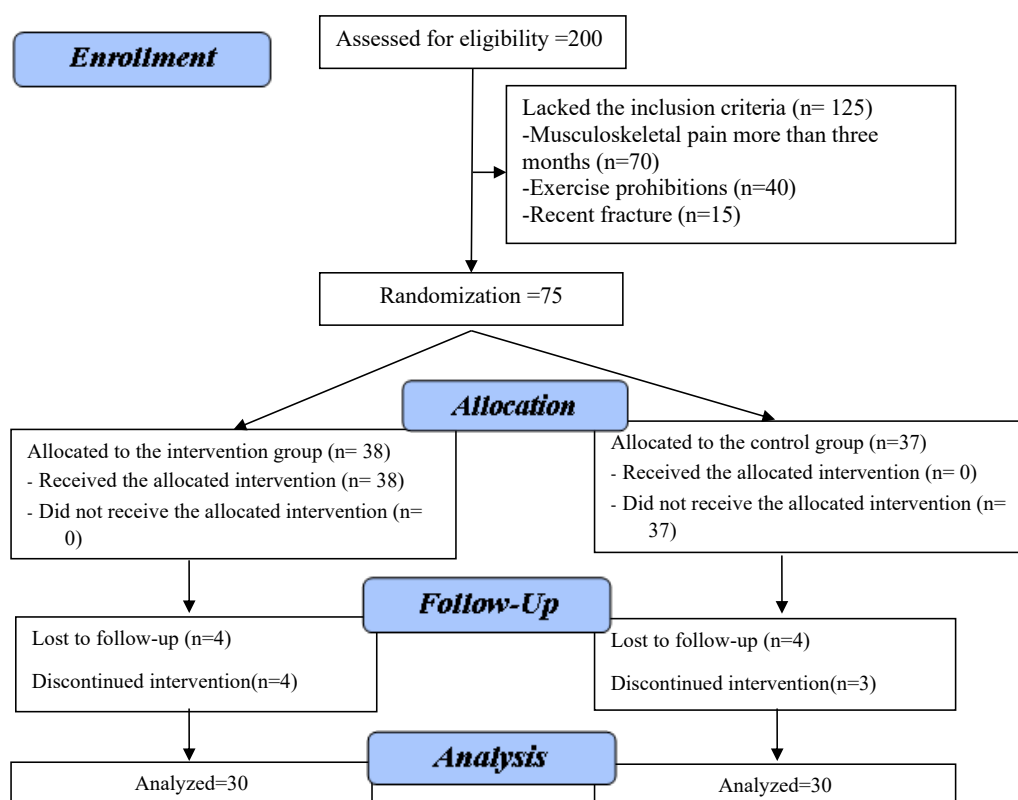 Assessed for eligibility =200
Enrollment
Lacked the inclusion criteria (n= 125)
-Musculoskeletal pain more than three
months (n=70)
-Exercise prohibitions (n=40)
-Recent fracture (n=15)
Randomization =75
Allocation
Allocated to the intervention group (n= 38)
- Received the allocated intervention (n= 38)
- Did not receive the allocated intervention (n=
0)
Allocated to the control group (n=37)
- Received the allocated intervention (n= 0)
- Did not receive the allocated intervention (n=
37)
Follow-Up
Lost to follow-up (n=4)
Discontinued intervention(n=4)
Lost to follow-up (n=4)
Discontinued intervention(n=3)
Analysis
Analyzed=30
Analyzed=30